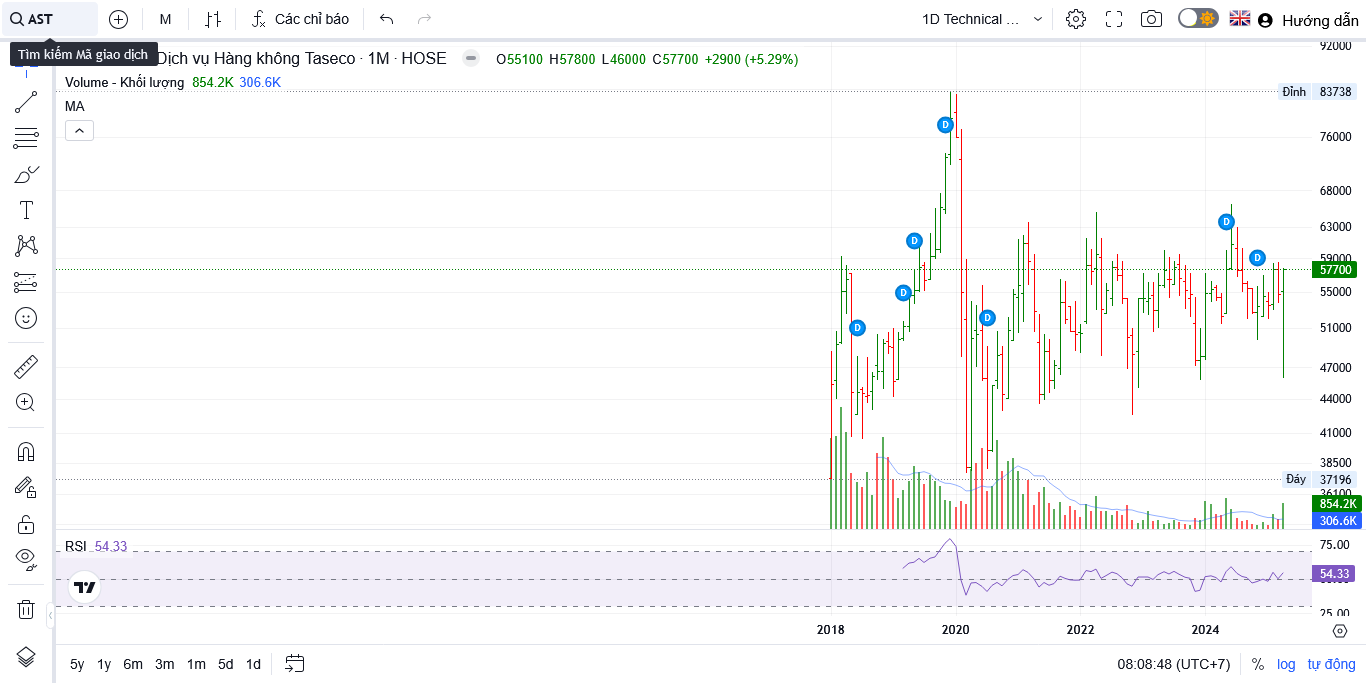 AST
M
Các chỉ báo
1D Technical ...
Hướng dẫn
Tìm kiếm Mã giao dịch
Dịch vụ Hàng không Taseco · 1M · HOSE
O55100 H57800 L46000 C57700 +2900 (+5.29%)
Volume - Khối lượng 854.2K 306.6K
MA
92000
Đỉnh 83738
D
76000
68000
D
63000
D
D
59000
57700
D
55000
D
D
51000
47000
44000
41000
38500
Đáy 37196
36100
854.2K
306.6K
RSI 54.33
75.00
54.33
25.00
2018 2020 2022 2024
5y 1y 6m 3m 1m 5d 1d
08:08:48 (UTC+7) % log tự động